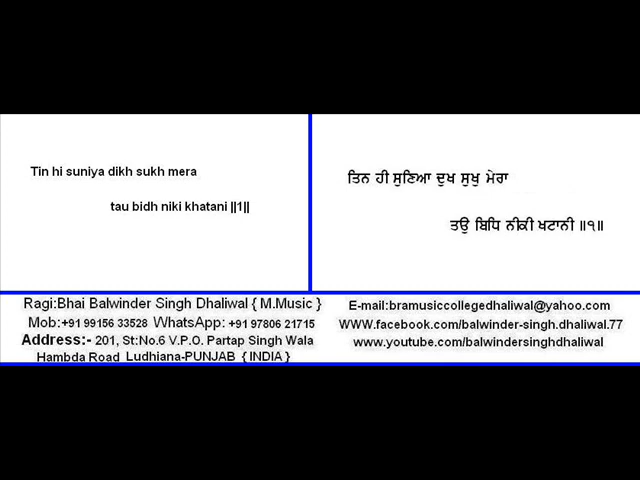 Tin hi suniya dikh sukh mera
tau bidh niki khatani ||1||
ਤਿਨ ਹੀ ਸੁਣਿਆ ਦੁਖ ਸੁਖੁ ਮੇਰਾ
ਤਉ ਬਿਧਿ ਨੀਕੀ ਖਟਾਨੀ ॥੧॥
Ragi:Bhai Balwinder Singh Dhaliwal { M.Music }
Mob:+91 99156 33528 WhatsApp: +91 97806 21715
Address:- 201, St:No.6 V.P.O. Partap Singh Wala
Hambda Road Ludhiana-PUNJAB { INDIA }
E-mail:bramusiccollegedhaliwal@yahoo.com
WWW.facebook.com/balwinder-singh.dhaliwal.77
www.youtube.com/balwindersinghdhaliwal